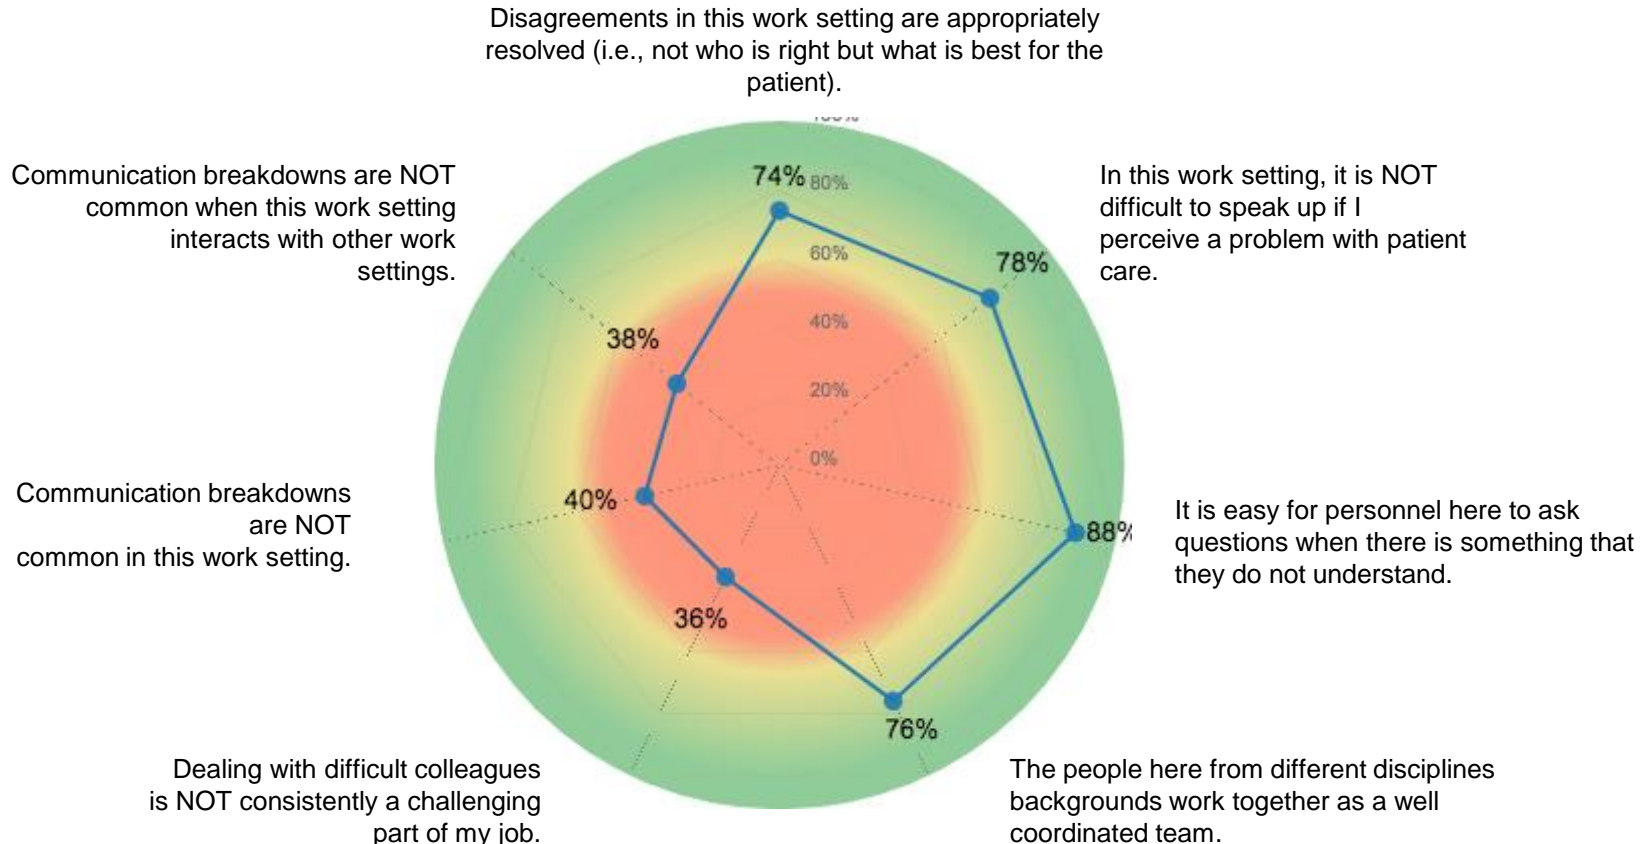 Disagreements in this work setting are appropriately
resolved (i.e., not who is right but what is best for the
patient).
Communication breakdowns are NOT
common when this work setting
interacts with other work
settings.
In this work setting, it is NOT
difficult to speak up if I
perceive a problem with patient
care.
74%
80%
60%
78%
40%
38%
20%
0%
Communication breakdowns
are NOT
common in this work setting.
40%
88%
It is easy for personnel here to ask
questions when there is something that
they do not understand.
36%
76%
Dealing with difficult colleagues
is NOT consistently a challenging
part of my job.
The people here from different disciplines
backgrounds work together as a well
coordinated team.